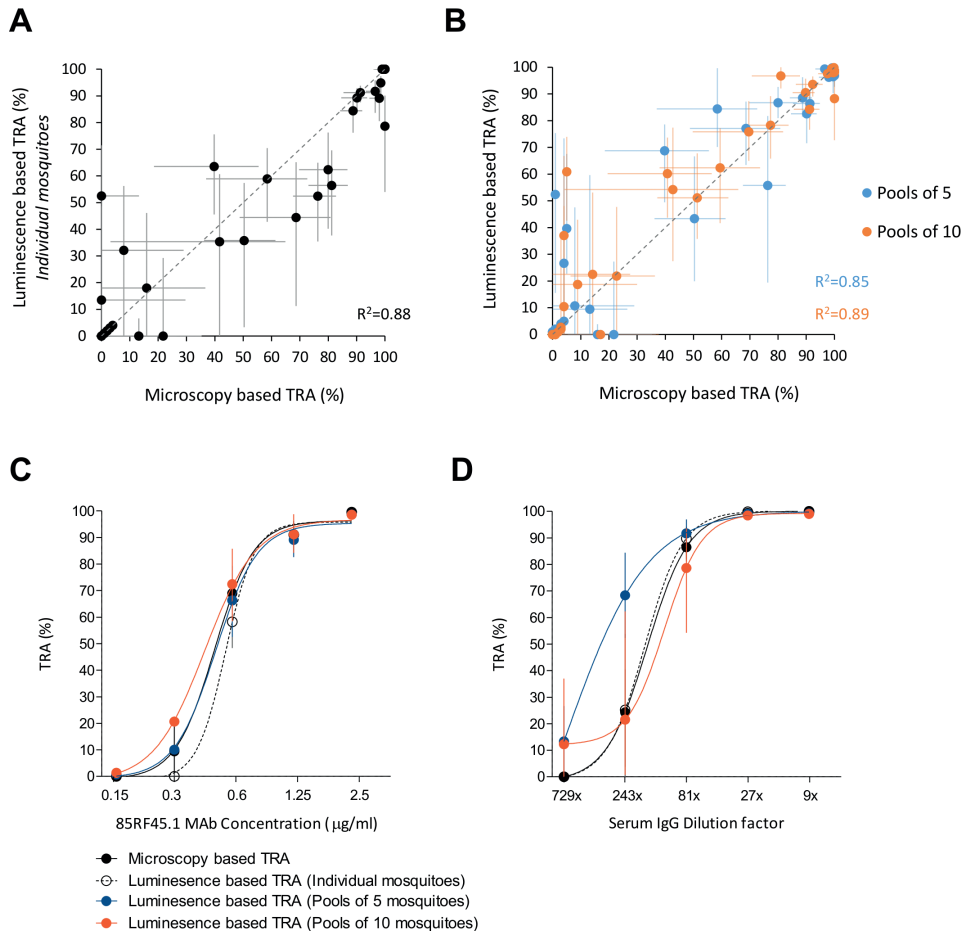 A
Luminescence based TRA (%)
Individual mosquitoes
100
90
80
70
60
50
40
30
20
10
0
0 10 20 30 40 50 60 70 80 90 100
R²=0.88
Microscopy based TRA (%)
B
Luminescence based TRA (%)
100
90
80
70
60
50
40
30
20
10
0
0 10 20 30 40 50 60 70 80 90 100
Pools of 5
Pools of 10
R²=0.85
R²=0.89
Microscopy based TRA (%)
C
TRA (%)
100
90
80
70
60
50
40
30
20
10
0
0.15 0.3 0.6 1.25 2.5
85RF45.1 MAb Concentration ( μg/ml)
D
TRA (%)
100
90
80
70
60
50
40
30
20
10
0
729x 243x 81x 27x 9x
Serum IgG Dilution factor
Microscopy based TRA
Luminesence based TRA (Individual mosquitoes)
Luminesence based TRA (Pools of 5 mosquitoes)
Luminesence based TRA (Pools of 10 mosquitoes)